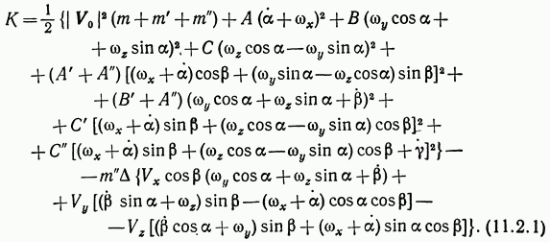 K = 1/2 {| V₀ |² (m + m′ + m″) + A (α̇ + ωₓ)² + B (ω_y cos α +
+ ω_z sin α)² + C (ω_z cos α — ω_y sin α)² +
+ (A′ + A″) [(ωₓ + α̇) cos β + (ω_y sin α — ω_z cos α) sin β]² +
+ (B′ + A″) (ω_y cos α + ω_z sin α + β̇)² +
+ C′ [(ωₓ + α̇) sin β + (ω_z cos α — ω_y sin α) cos β]² +
+ C″ [(ωₓ + α̇) sin β + (ω_z cos α — ω_y sin α) cos β + γ̇]²} —
— m″Δ {Vₓ cos β (ω_y cos α + ω_z sin α + β̇) +
+ V_y [(β̇ sin α + ω_z) sin β — (ωₓ + α̇) cos α cos β] —
— V_z [(β̇ cos α + ω_y) sin β + (ωₓ + α̇) sin α cos β]}. (11.2.1)